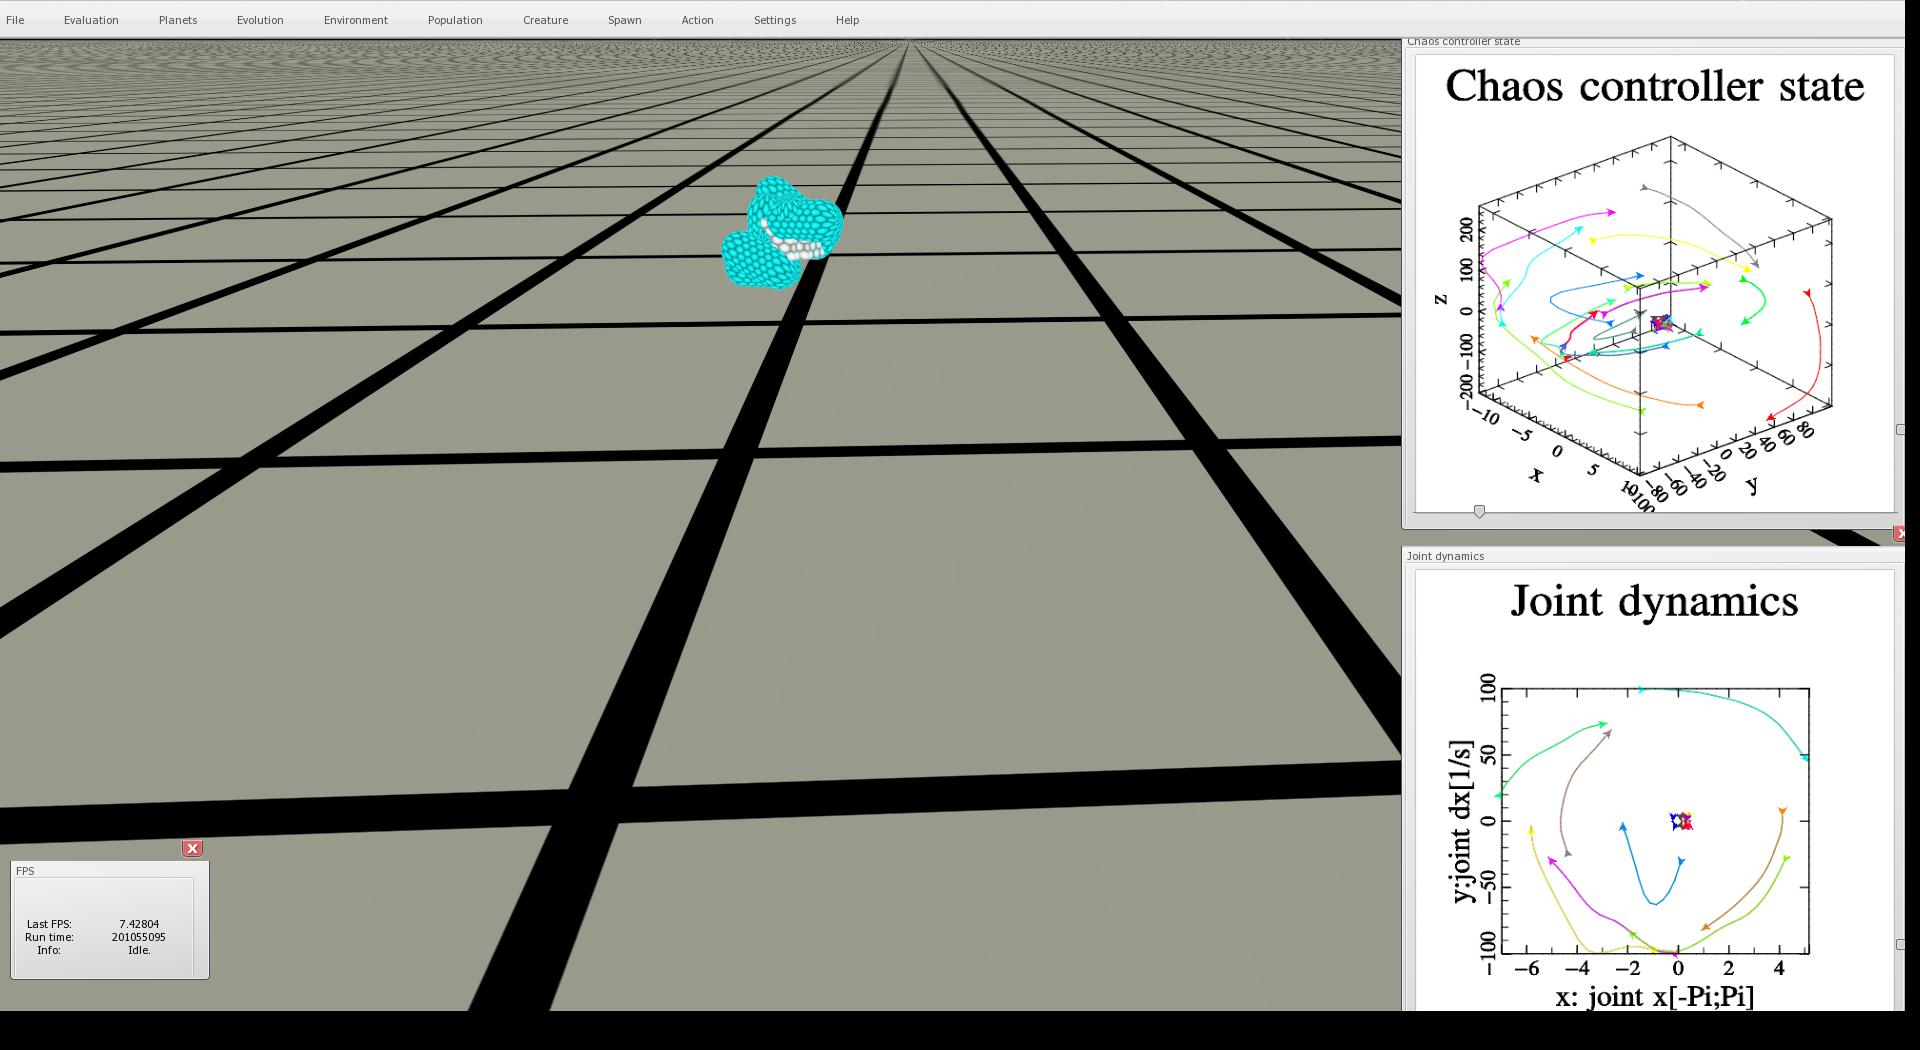 File Evaluation Planets Evolution Environment Population Creature Spawn Action Settings Help
Chaos controller state
Chaos controller state
200
100
0
-100
-200
z
-10
-5
0
5
10
x
-100
-80
-60
-40
-20
0
20
40
60
80
y
Joint dynamics
Joint dynamics
100
50
0
-50
-100
y:joint dx[1/s]
-6 -4 -2 0 2 4
x: joint x[-Pi;Pi]
FPS
Last FPS: 7.42804
Run time: 201055095
Info: Idle.